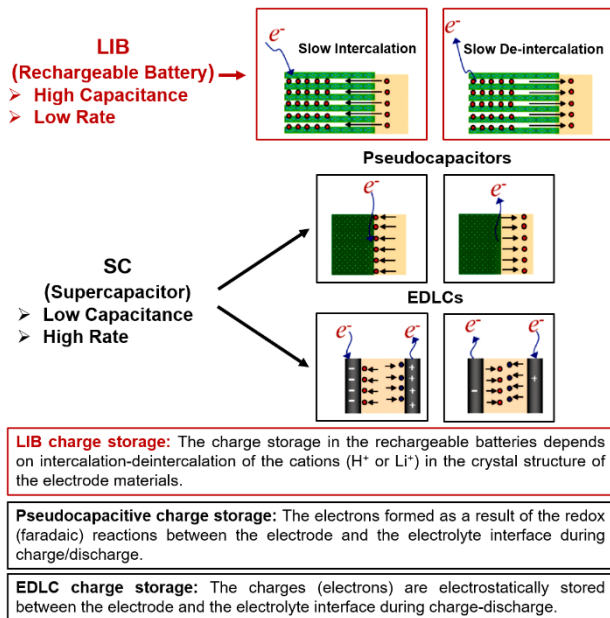 e-
e-
LIB
Slow Intercalation
Slow De-intercalation
(Rechargeable Battery)
➢ High Capacitance
➢ Low Rate
Pseudocapacitors
e-
e-
SC
(Supercapacitor)
➢ Low Capacitance
➢ High Rate
EDLCs
e-
e-
e-
e-
− − − −
+ + + +
−
+
LIB charge storage: The charge storage in the rechargeable batteries depends
on intercalation-deintercalation of the cations (H⁺ or Li⁺) in the crystal structure of
the electrode materials.
Pseudocapacitive charge storage: The electrons formed as a result of the redox
(faradaic) reactions between the electrode and the electrolyte interface during
charge/discharge.
EDLC charge storage: The charges (electrons) are electrostatically stored
between the electrode and the electrolyte interface during charge-discharge.